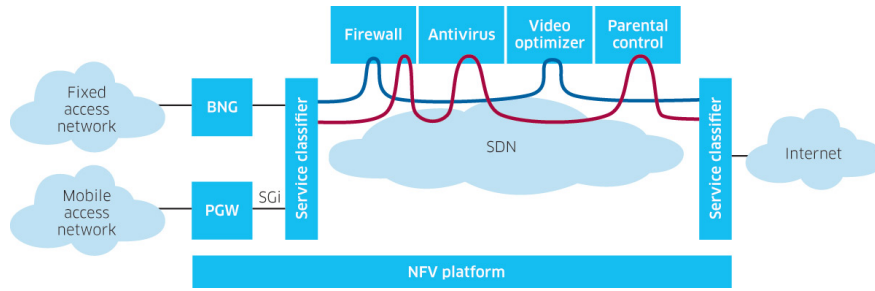 Firewall
Antivirus
Video
optimizer
Parental
control
Fixed
access
network
BNG
Service classifier
SDN
Service classifier
Internet
Mobile
access
network
PGW
SGi
NFV platform